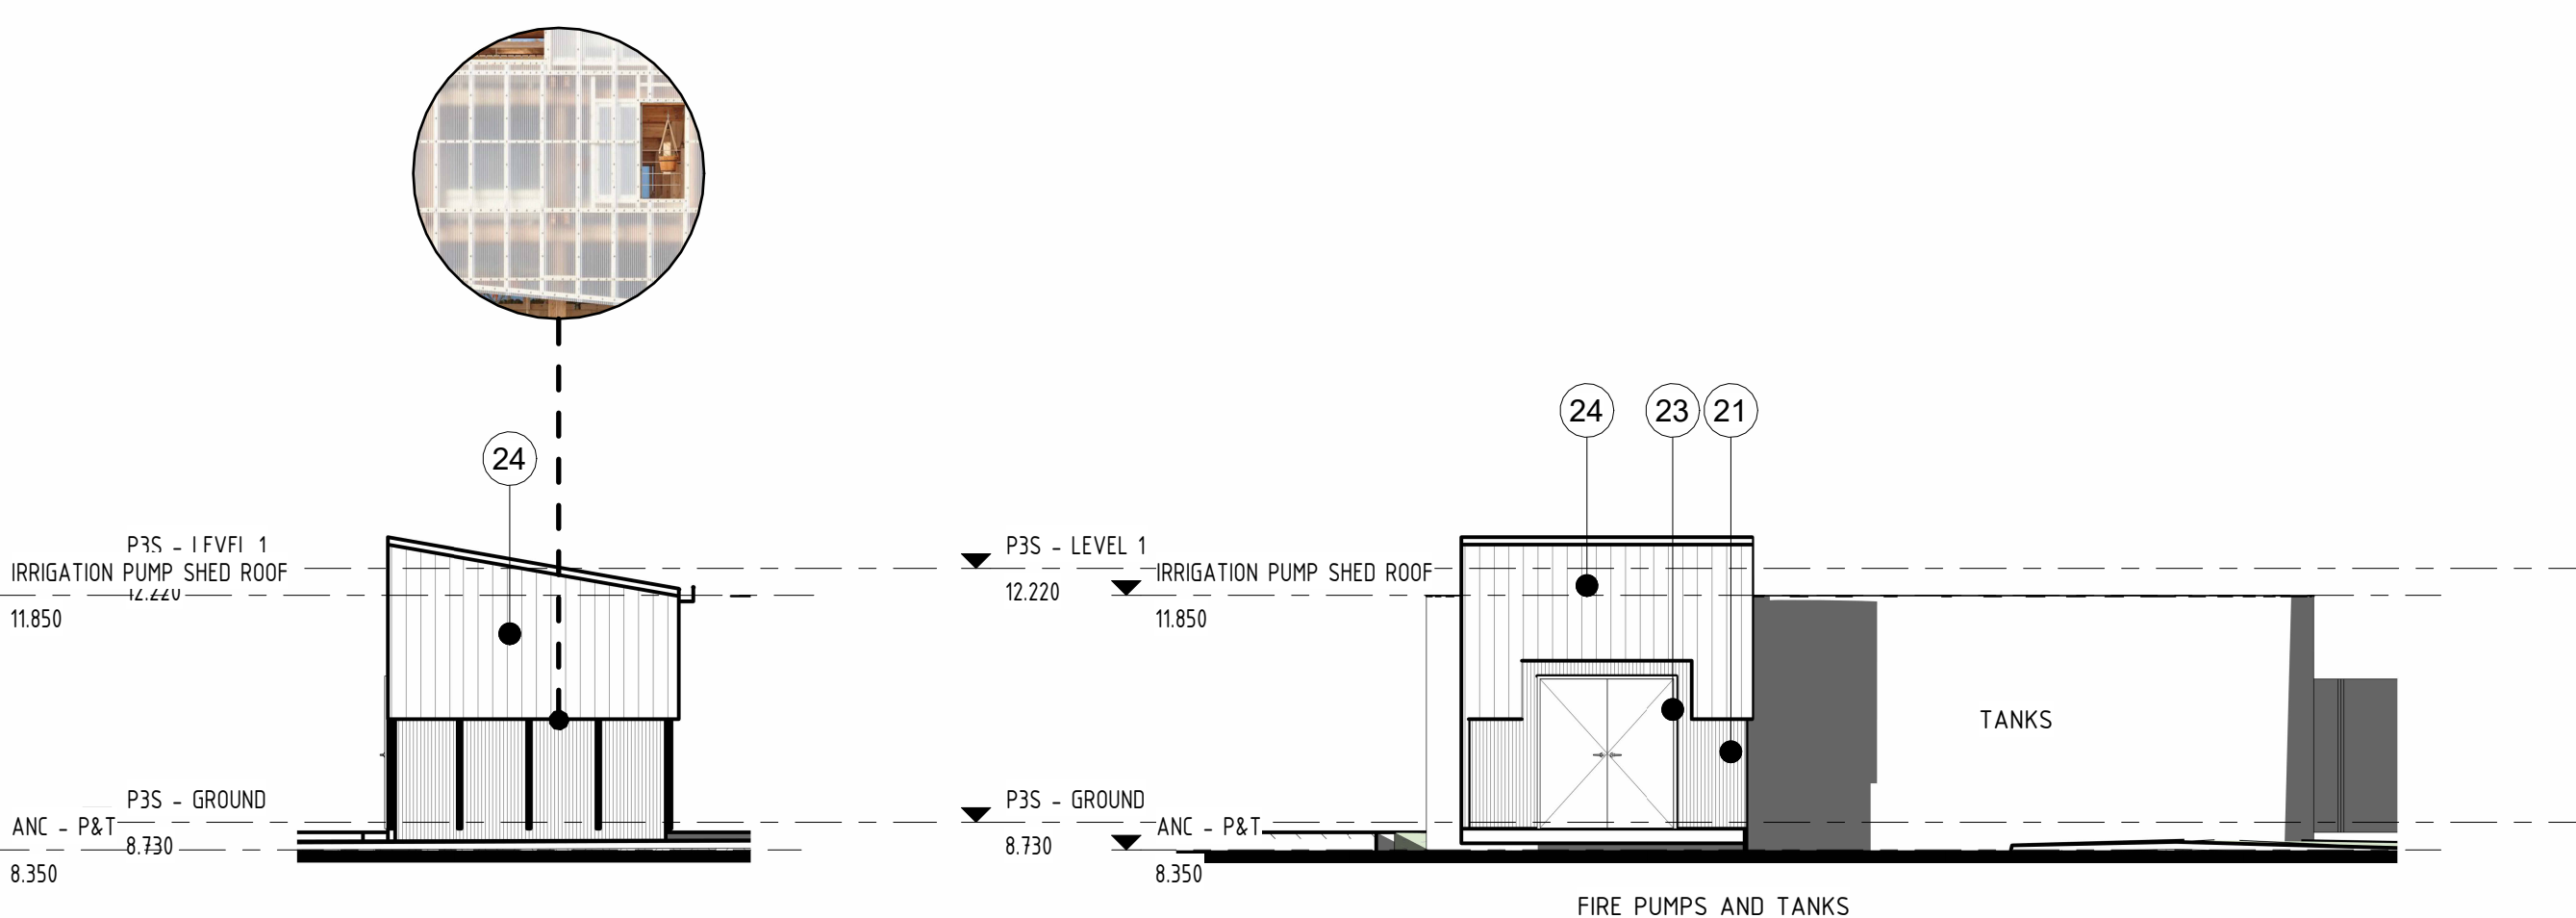 24
24 23 21
P3S - LEVEL 1
IRRIGATION PUMP SHED ROOF
12.220
11.850
P3S - LEVEL 1
IRRIGATION PUMP SHED ROOF
12.220
11.850
TANKS
P3S - GROUND
ANC - P&T
8.730
8.350
P3S - GROUND
ANC - P&T
8.730
8.350
FIRE PUMPS AND TANKS